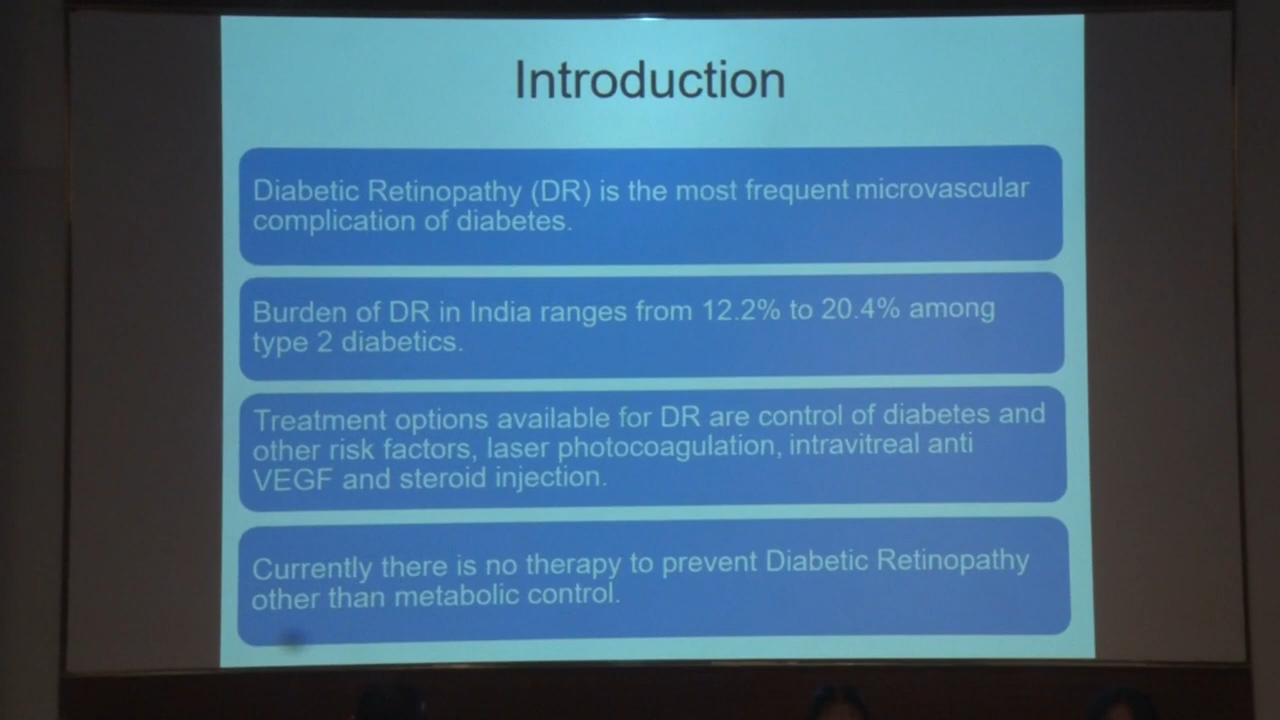 Introduction
Diabetic Retinopathy (DR) is the most frequent microvascular
complication of diabetes.
Burden of DR in India ranges from 12.2% to 20.4% among
type 2 diabetics.
Treatment options available for DR are control of diabetes and
other risk factors, laser photocoagulation, intravitreal anti
VEGF and steroid injection.
Currently there is no therapy to prevent Diabetic Retinopathy
other than metabolic control.